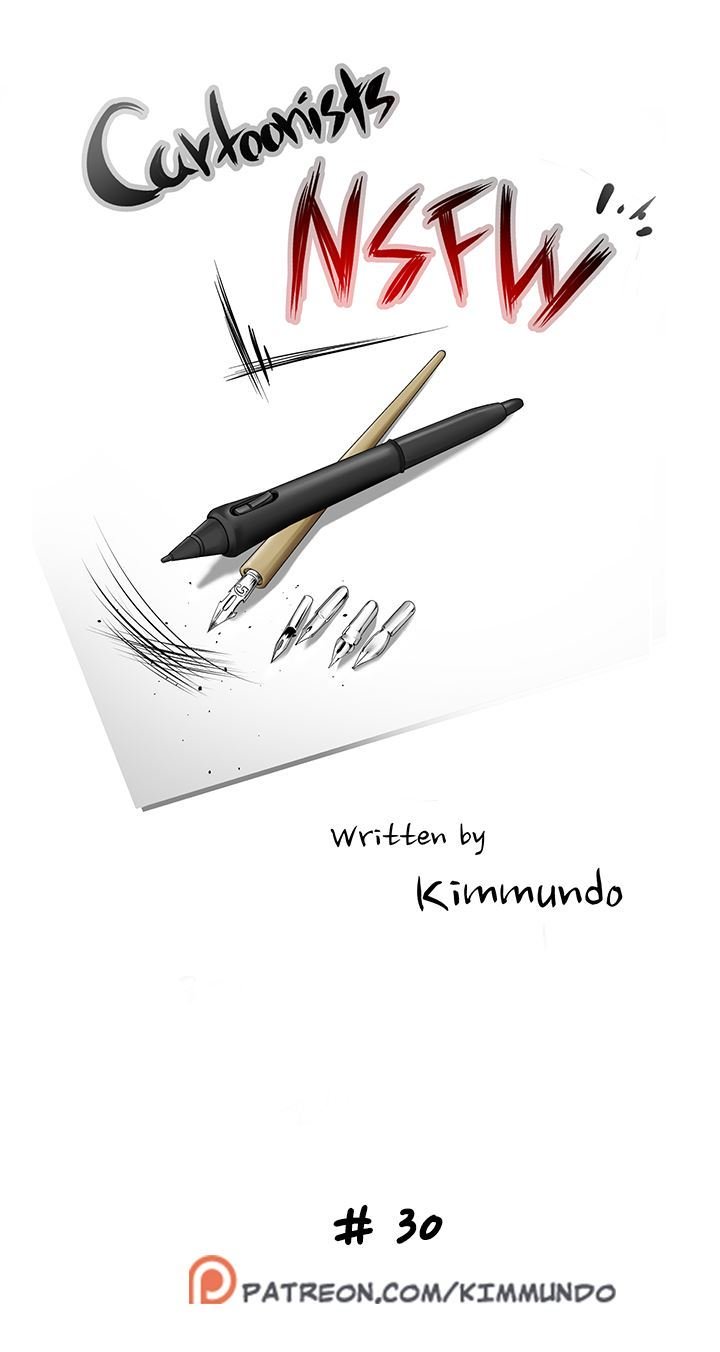 Cartoonists
NSFW
Written by
Kimmundo
# 30
PATREON.COM/KIMMUNDO